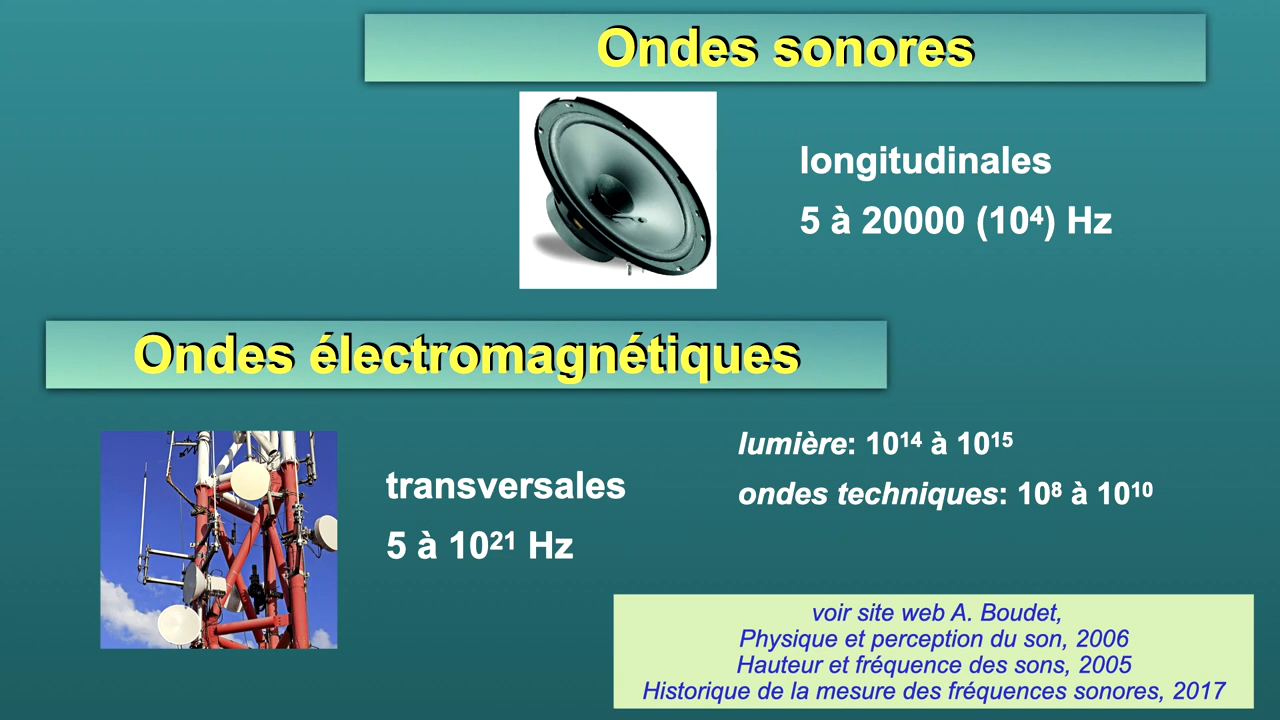 Ondes sonores
longitudinales
5 à 20000 (10⁴) Hz
Ondes électromagnétiques
transversales
5 à 10²¹ Hz
lumière: 10¹⁴ à 10¹⁵
ondes techniques: 10⁸ à 10¹⁰
voir site web A. Boudet,
Physique et perception du son, 2006
Hauteur et fréquence des sons, 2005
Historique de la mesure des fréquences sonores, 2017